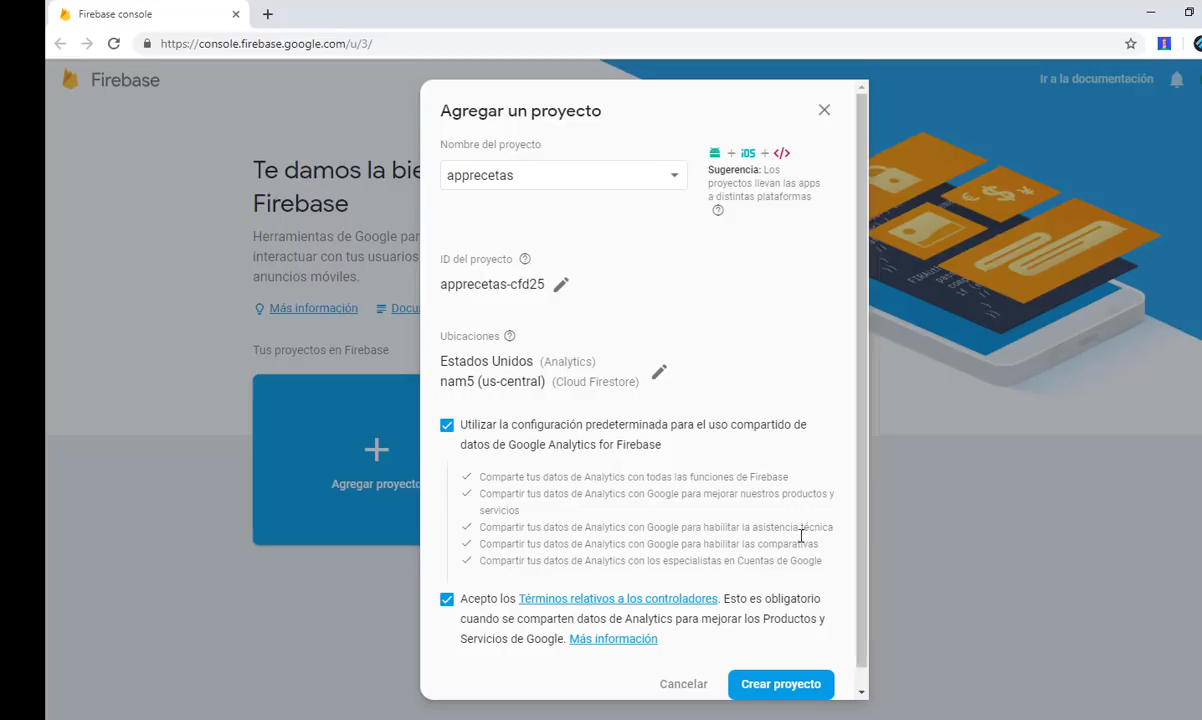 Firebase console
https://console.firebase.google.com/u/3/
Firebase
Ir a la documentación
Te damos la bie
Firebase
Herramientas de Google par
interactuar con tus usuarios
anuncios móviles.
Más información
Docu
Tus proyectos en Firebase
Agregar proyecto
Agregar un proyecto
Nombre del proyecto
apprecetas
iOS
Sugerencia: Los
proyectos llevan las apps
a distintas plataformas
ID del proyecto
apprecetas-cfd25
Ubicaciones
Estados Unidos (Analytics)
nam5 (us-central) (Cloud Firestore)
Utilizar la configuración predeterminada para el uso compartido de
datos de Google Analytics for Firebase
Comparte tus datos de Analytics con todas las funciones de Firebase
Compartir tus datos de Analytics con Google para mejorar nuestros productos y
servicios
Compartir tus datos de Analytics con Google para habilitar la asistencia técnica
Compartir tus datos de Analytics con Google para habilitar las comparativas
Compartir tus datos de Analytics con los especialistas en Cuentas de Google
Acepto los Términos relativos a los controladores. Esto es obligatorio
cuando se comparten datos de Analytics para mejorar los Productos y
Servicios de Google. Más información
Cancelar
Crear proyecto